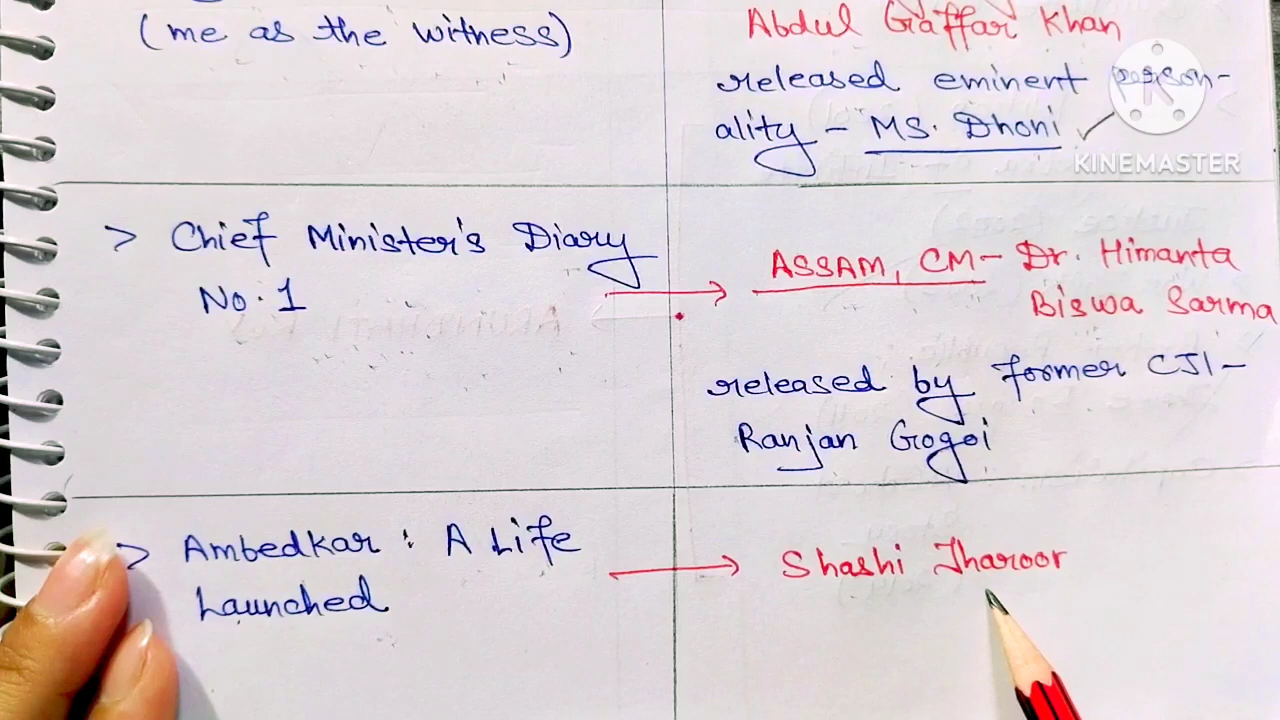 (me as the witness)
Abdul Gaffar Khan
released eminent person-
ality - MS. Dhoni
KINEMASTER
> Chief Minister's Diary
No. 1
ASSAM, CM - Dr. Himanta
Biswa Sarma
released by former CJI -
Ranjan Gogoi
> Ambedkar : A Life
Launched
Shashi Tharoor